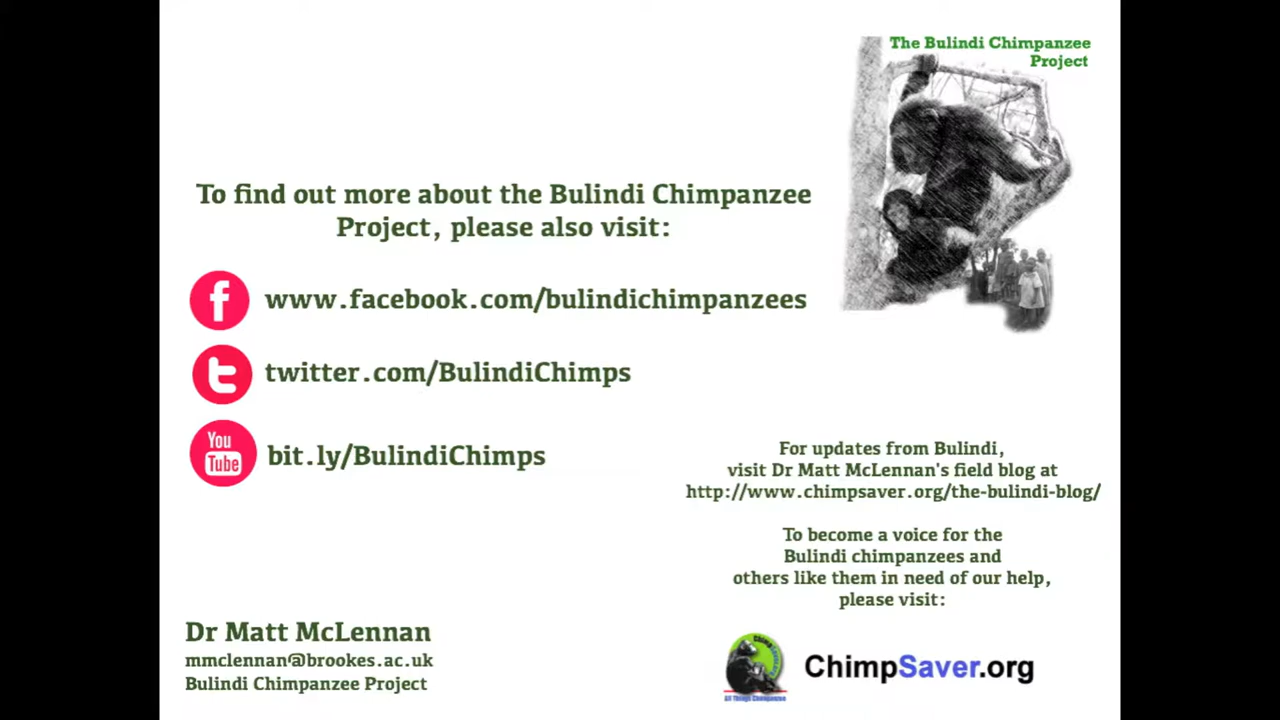 The Bulindi Chimpanzee
Project
To find out more about the Bulindi Chimpanzee
Project, please also visit:
f www.facebook.com/bulindichimpanzees
t twitter.com/BulindiChimps
You
Tube
bit.ly/BulindiChimps
For updates from Bulindi,
visit Dr Matt McLennan's field blog at
http://www.chimpsaver.org/the-bulindi-blog/
To become a voice for the
Bulindi chimpanzees and
others like them in need of our help,
please visit:
Dr Matt McLennan
mmclennan@brookes.ac.uk
Bulindi Chimpanzee Project
All Things Chimpanzee
ChimpSaver.org